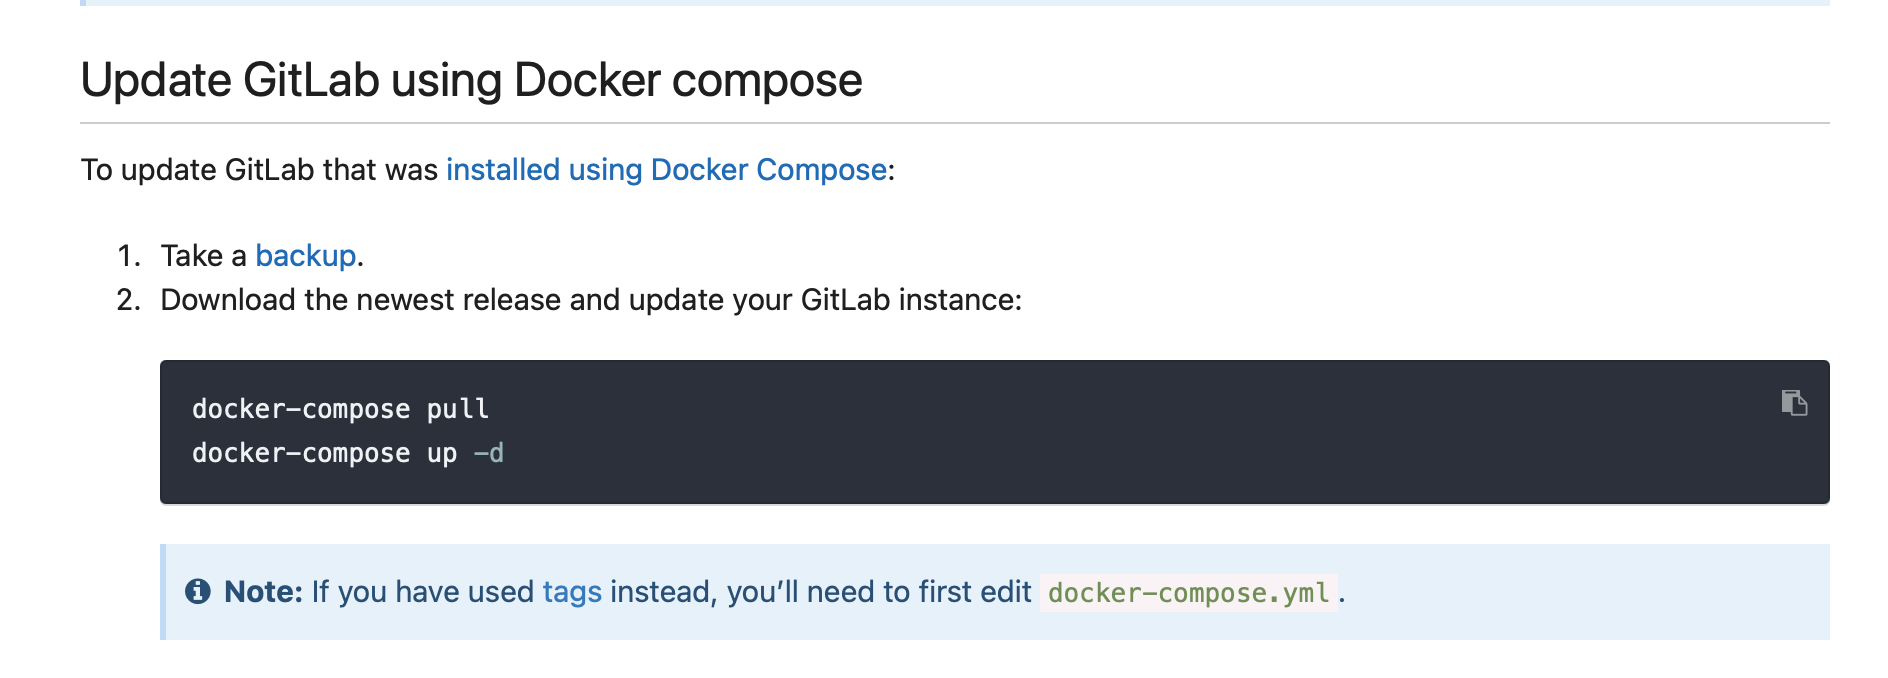 Update GitLab using Docker compose
To update GitLab that was installed using Docker Compose:
1. Take a backup.
2. Download the newest release and update your GitLab instance:
docker-compose pull
docker-compose up -d
Note: If you have used tags instead, you’ll need to first edit docker-compose.yml.